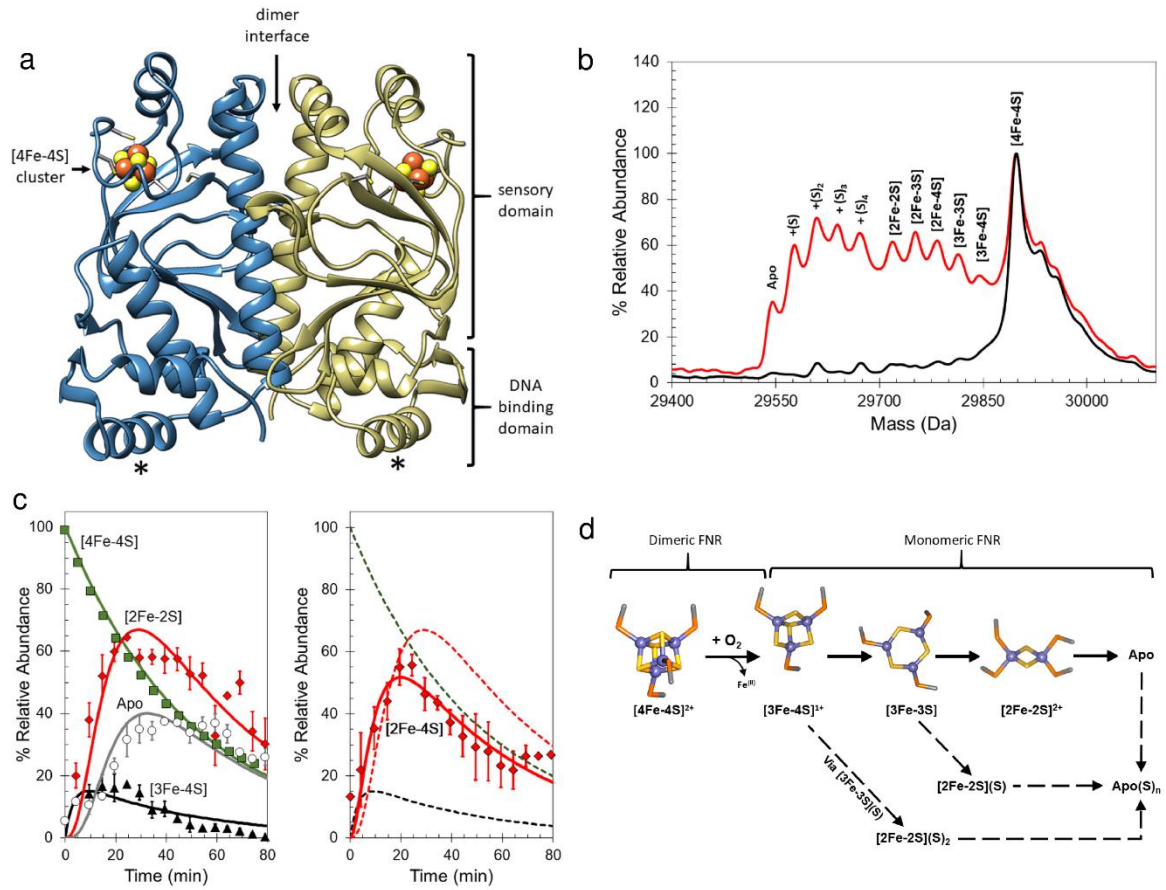 a
dimer
interface
[4Fe-4S]
cluster
sensory
domain
DNA
binding
domain
*
*
b
% Relative Abundance
140
120
100
80
60
40
20
0
29400
29550
29700
29850
30000
Mass (Da)
Apo
+(S)
+(S)₂
+ (S)₃
+ (S)₄
[2Fe-2S]
[2Fe-3S]
[2Fe-4S]
[3Fe-3S]
[3Fe-4S]
[4Fe-4S]
c
% Relative Abundance
100
80
60
40
20
0
[4Fe-4S]
[2Fe-2S]
Apo
[3Fe-4S]
0
20
40
60
80
Time (min)
% Relative Abundance
100
80
60
40
20
0
[2Fe-4S]
0
20
40
60
80
Time (min)
d
Dimeric FNR
Monomeric FNR
+ O₂
Fe(II)
[4Fe-4S]²⁺
[3Fe-4S]¹⁺
[3Fe-3S]
[2Fe-2S]²⁺
Apo
Via [3Fe-3S](S)
[2Fe-2S](S)
Apo(S)ₙ
[2Fe-2S](S)₂